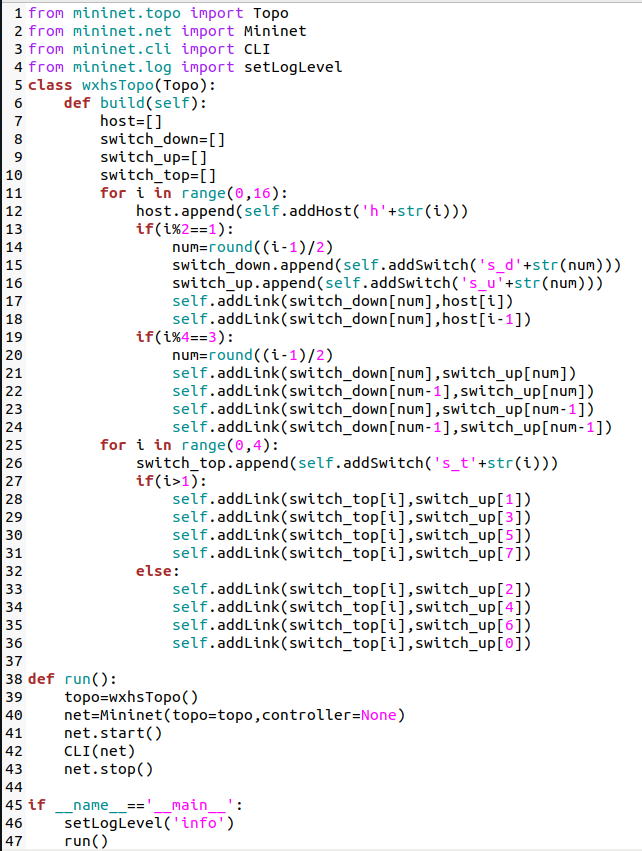 1 from mininet.topo import Topo
2 from mininet.net import Mininet
3 from mininet.cli import CLI
4 from mininet.log import setLogLevel
5 class wxhsTopo(Topo):
6     def build(self):
7         host=[]
8         switch_down=[]
9         switch_up=[]
10         switch_top=[]
11         for i in range(0,16):
12             host.append(self.addHost('h'+str(i)))
13             if(i%2==1):
14                 num=round((i-1)/2)
15                 switch_down.append(self.addSwitch('s_d'+str(num)))
16                 switch_up.append(self.addSwitch('s_u'+str(num)))
17                 self.addLink(switch_down[num],host[i])
18                 self.addLink(switch_down[num],host[i-1])
19             if(i%4==3):
20                 num=round((i-1)/2)
21                 self.addLink(switch_down[num],switch_up[num])
22                 self.addLink(switch_down[num-1],switch_up[num])
23                 self.addLink(switch_down[num],switch_up[num-1])
24                 self.addLink(switch_down[num-1],switch_up[num-1])
25         for i in range(0,4):
26             switch_top.append(self.addSwitch('s_t'+str(i)))
27             if(i>1):
28                 self.addLink(switch_top[i],switch_up[1])
29                 self.addLink(switch_top[i],switch_up[3])
30                 self.addLink(switch_top[i],switch_up[5])
31                 self.addLink(switch_top[i],switch_up[7])
32             else:
33                 self.addLink(switch_top[i],switch_up[2])
34                 self.addLink(switch_top[i],switch_up[4])
35                 self.addLink(switch_top[i],switch_up[6])
36                 self.addLink(switch_top[i],switch_up[0])
37
38 def run():
39     topo=wxhsTopo()
40     net=Mininet(topo=topo,controller=None)
41     net.start()
42     CLI(net)
43     net.stop()
44
45 if __name__=='__main__':
46     setLogLevel('info')
47     run()